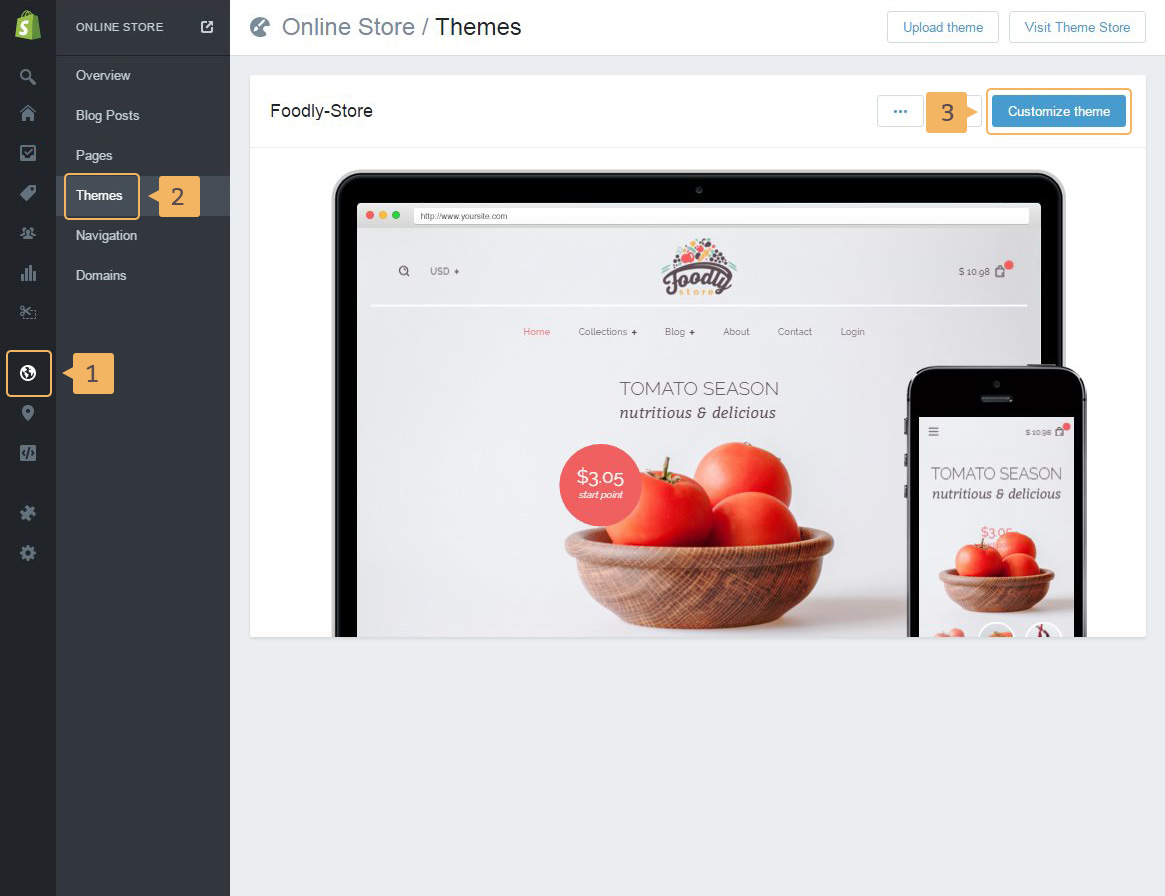 ONLINE STORE
Overview
Blog Posts
Pages
Themes
2
Navigation
Domains
1
Online Store / Themes
Upload theme
Visit Theme Store
Foodly-Store
...
3
Customize theme
http://www.yoursite.com
USD +
Foodly
store
$ 10.98
Home
Collections +
Blog +
About
Contact
Login
TOMATO SEASON
nutritious & delicious
$3.05
start point
$ 10.98
TOMATO SEASON
nutritious & delicious
$3.05